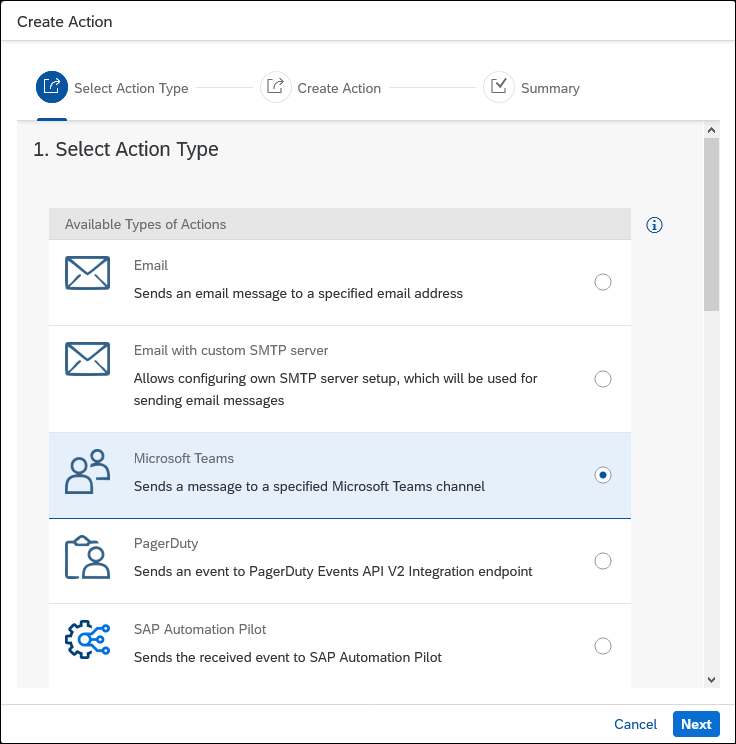 Create Action
Select Action Type
Create Action
Summary
1. Select Action Type
Available Types of Actions
Email
Sends an email message to a specified email address
Email with custom SMTP server
Allows configuring own SMTP server setup, which will be used for
sending email messages
Microsoft Teams
Sends a message to a specified Microsoft Teams channel
PagerDuty
Sends an event to PagerDuty Events API V2 Integration endpoint
SAP Automation Pilot
Sends the received event to SAP Automation Pilot
Cancel
Next